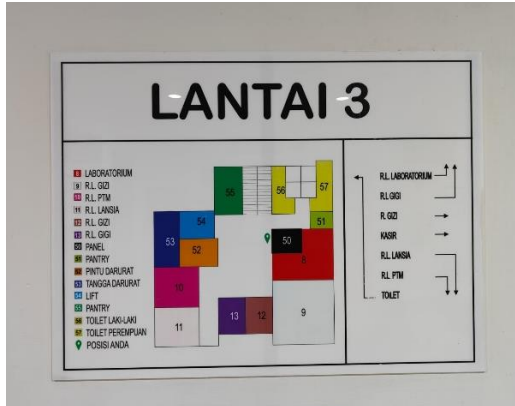 LANTAI 3
8 LABORATORIUM
9 R.L. GIZI
10 R.L. PTM
11 R.L. LANSIA
12 R.L. GIZI
13 R.L. GIGI
50 PANEL
51 PANTRY
52 PINTU DARURAT
53 TANGGA DARURAT
54 LIFT
55 PANTRY
56 TOILET LAKI-LAKI
57 TOILET PEREMPUAN
POSISI ANDA
55
56
57
51
54
53
52
50
8
10
11
13
12
9
R.L. LABORATORIUM
R.L GIGI
R. GIZI
KASIR
R.L. LANSIA
R.L. PTM
TOILET